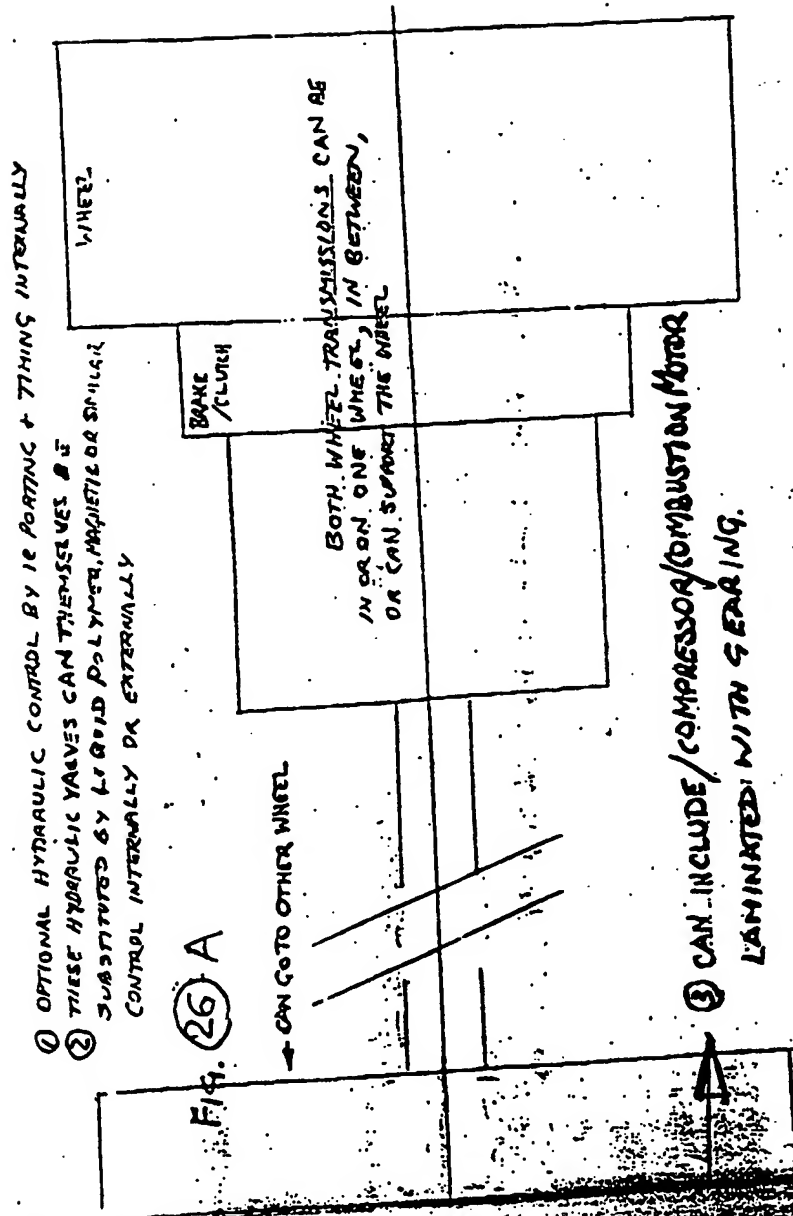 ① OPTIONAL HYDRAULIC CONTROL BY 12 PORTING + TIMING INTERNALLY
② THESE HYDRAULIC VALVES CAN THEMSELVES BE
SUBSTITUTED BY LIQUID POLYMER, MAGNETIC OR SIMILAR
CONTROL INTERNALLY OR EXTERNALLY
FIG. 26 A
← CAN GO TO OTHER WHEEL
WHEEL
BRAKE
/CLUTCH
BOTH WHEEL TRANSMISSIONS CAN BE
IN OR ON ONE WHEEL, IN BETWEEN,
OR CAN SUPPORT THE WHEEL
③ CAN INCLUDE/COMPRESSOR/COMBUSTION MOTOR
LAMINATED WITH GEARING.